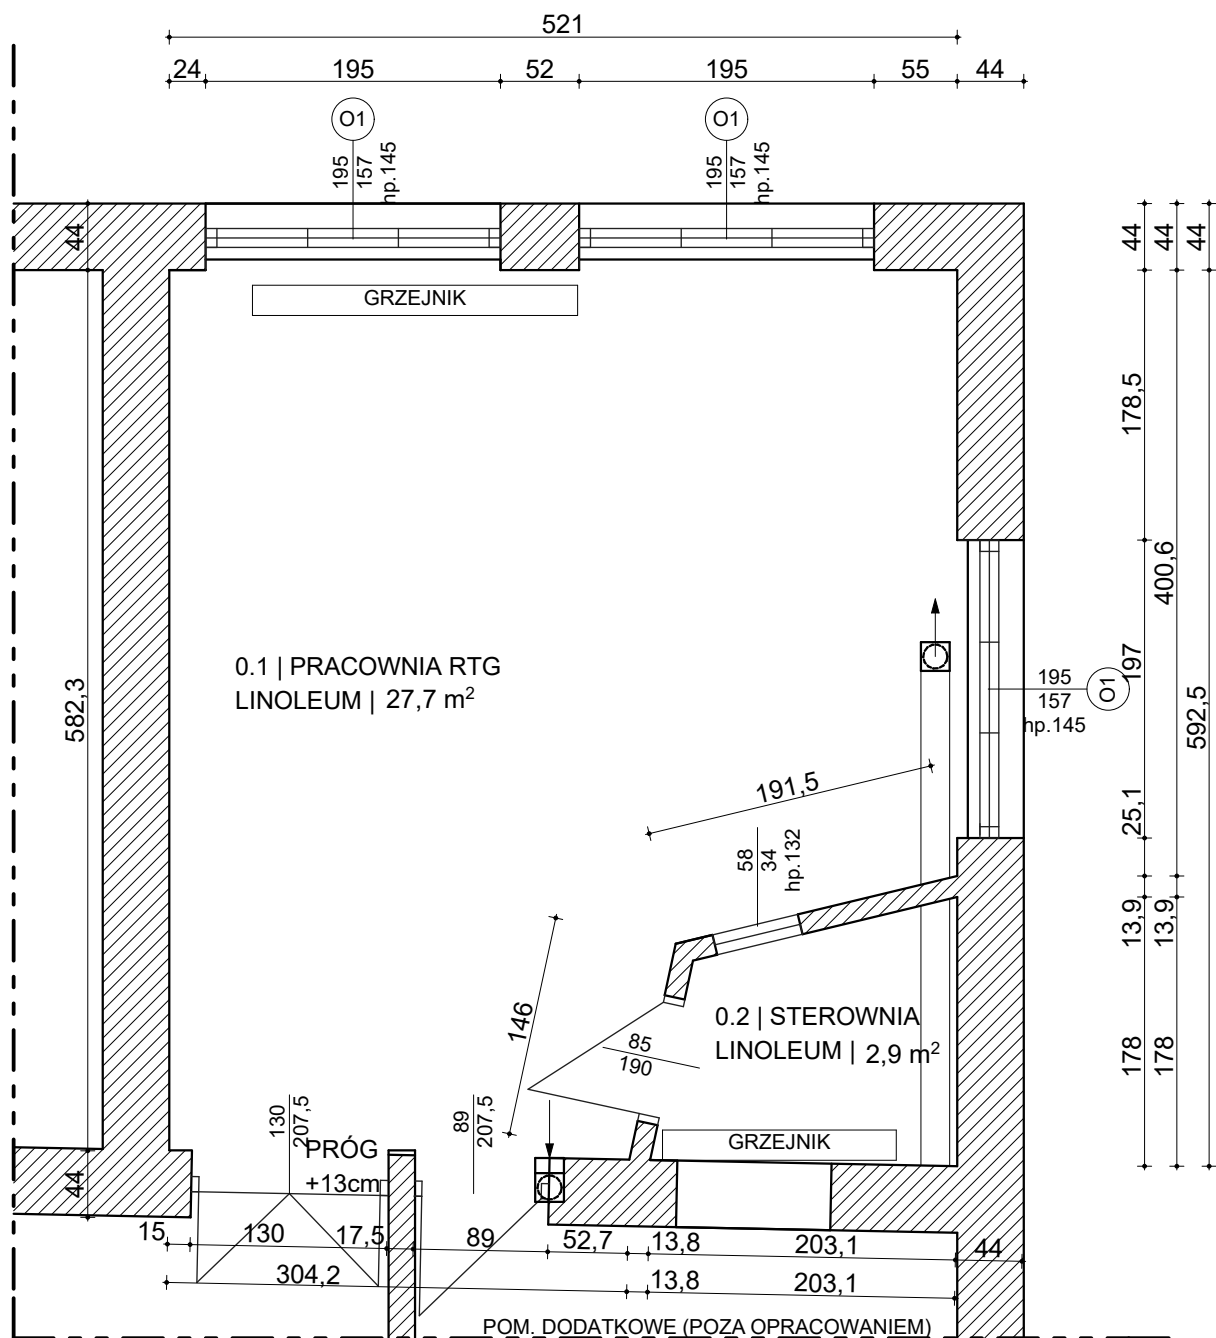 521
24 195 52 195 55 44
O1 O1
195 157 hp.145
195 157 hp.145
44
44 44 44
GRZEJNIK
178,5
400,6
0.1 | PRACOWNIA RTG
LINOLEUM | 27,7 m²
582,3
197
195
157
hp.145
O1
592,5
191,5
25,1
58 34 hp.132
13,9 13,9
146
0.2 | STEROWNIA
LINOLEUM | 2,9 m²
85
190
178 178
130 207,5
89 207,5
PRÓG
+13cm
GRZEJNIK
44
15 130 17,5 89 52,7 13,8 203,1 44
304,2 13,8 203,1
POM. DODATKOWE (POZA OPRACOWANIEM)